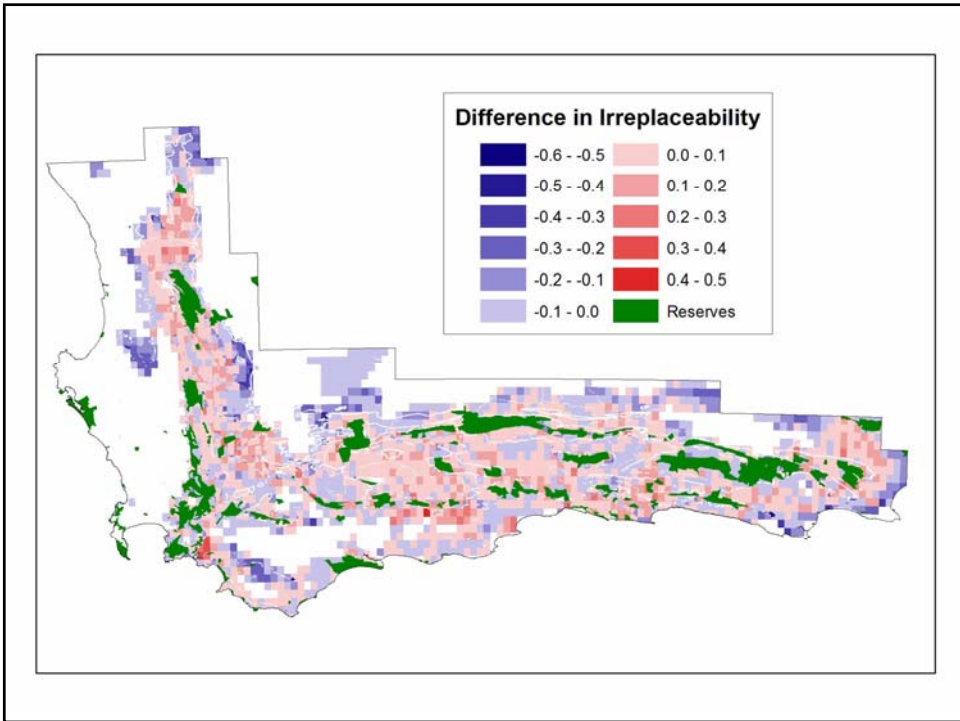 Difference in Irreplaceability
-0.6 - -0.5
-0.5 - -0.4
-0.4 - -0.3
-0.3 - -0.2
-0.2 - -0.1
-0.1 - 0.0
0.0 - 0.1
0.1 - 0.2
0.2 - 0.3
0.3 - 0.4
0.4 - 0.5
Reserves